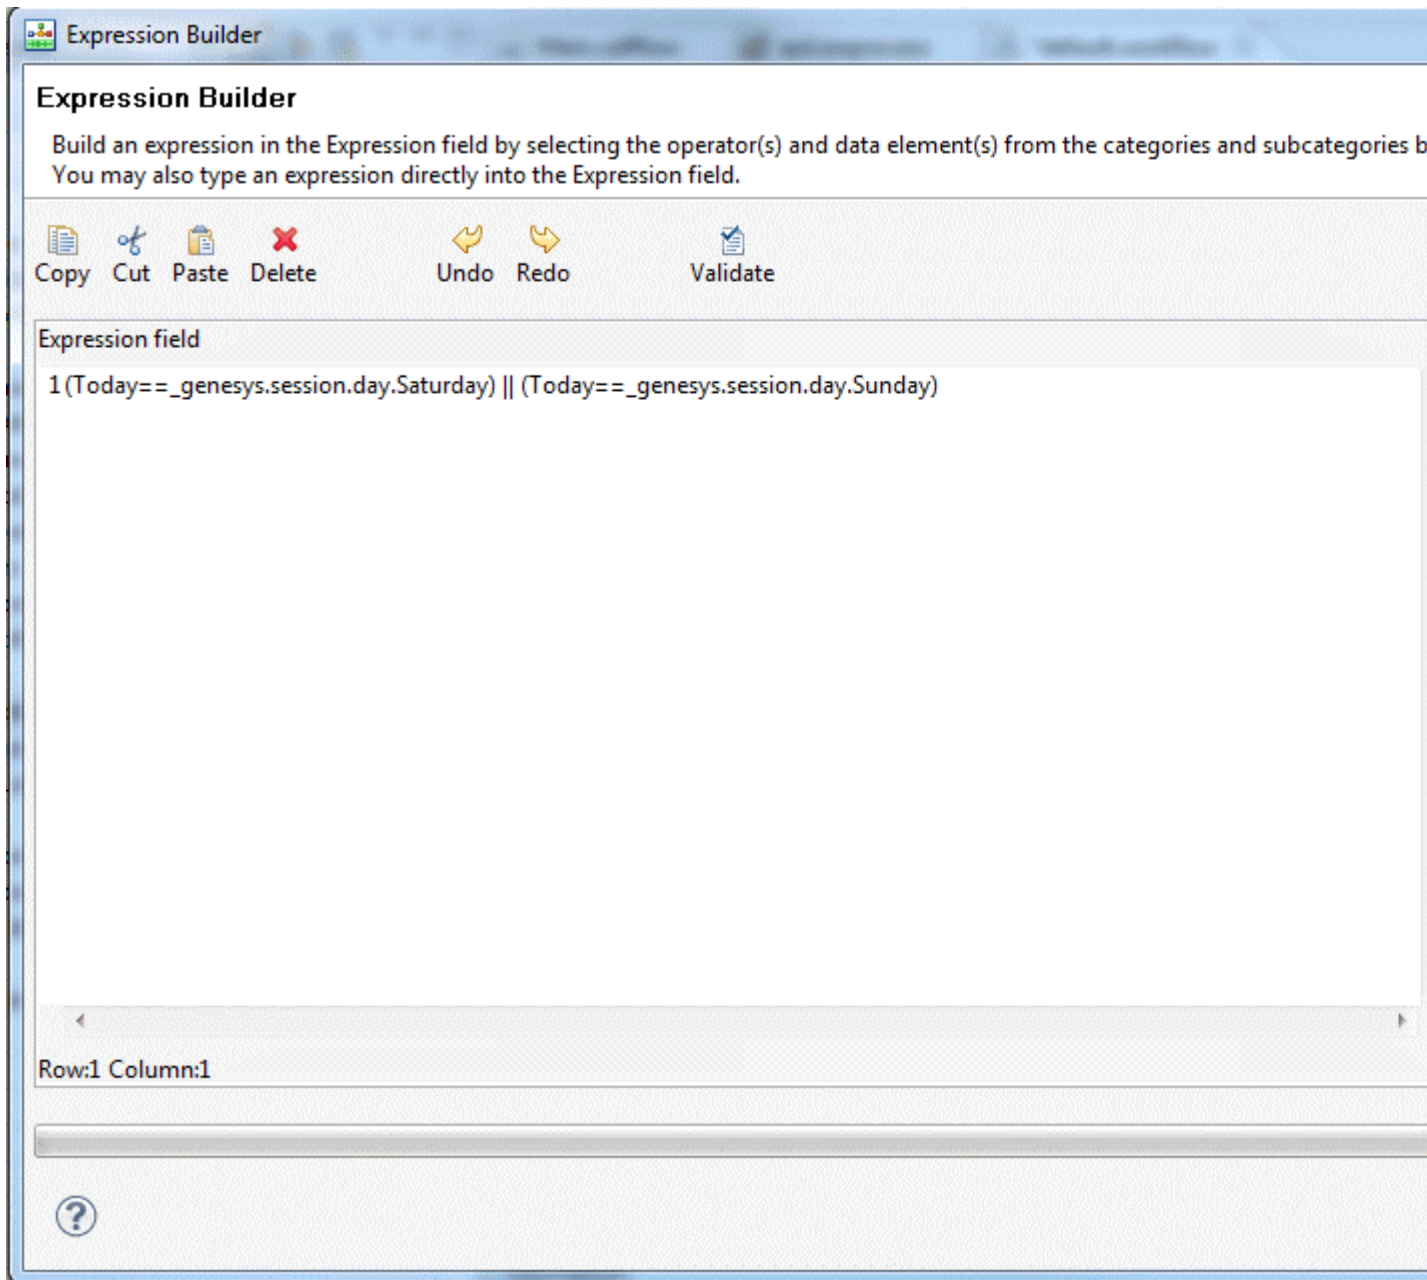 Expression Builder
Expression Builder
Build an expression in the Expression field by selecting the operator(s) and data element(s) from the categories and subcategories b
You may also type an expression directly into the Expression field.
Copy Cut Paste Delete Undo Redo Validate
Expression field
1 (Today==_genesys.session.day.Saturday) || (Today==_genesys.session.day.Sunday)
Row:1 Column:1